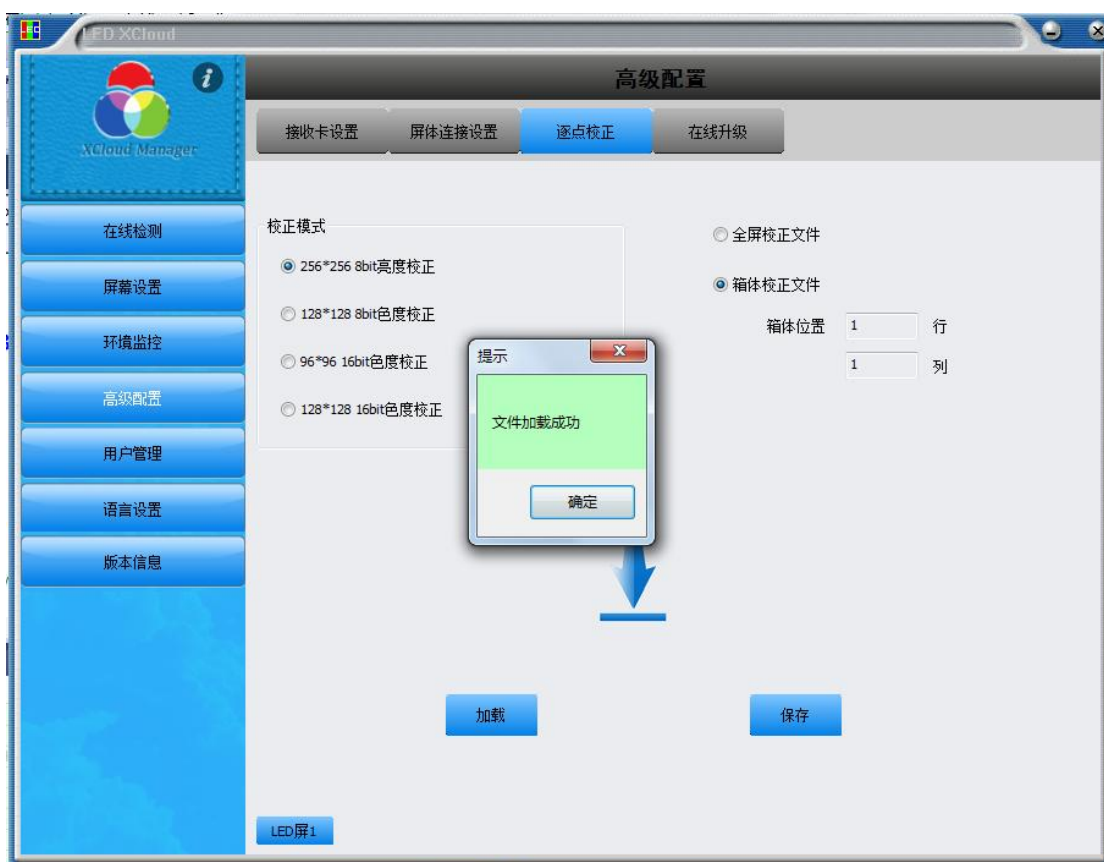 LED XCloud
XCloud Manager
高级配置
接收卡设置 屏体连接设置 逐点校正 在线升级
在线检测
屏幕设置
环境监控
高级配置
用户管理
语言设置
版本信息
校正模式
256*256 8bit亮度校正
128*128 8bit色度校正
96*96 16bit色度校正
128*128 16bit色度校正
全屏校正文件
箱体校正文件
箱体位置 1 行
1 列
提示
文件加载成功
确定
加载 保存
LED屏1